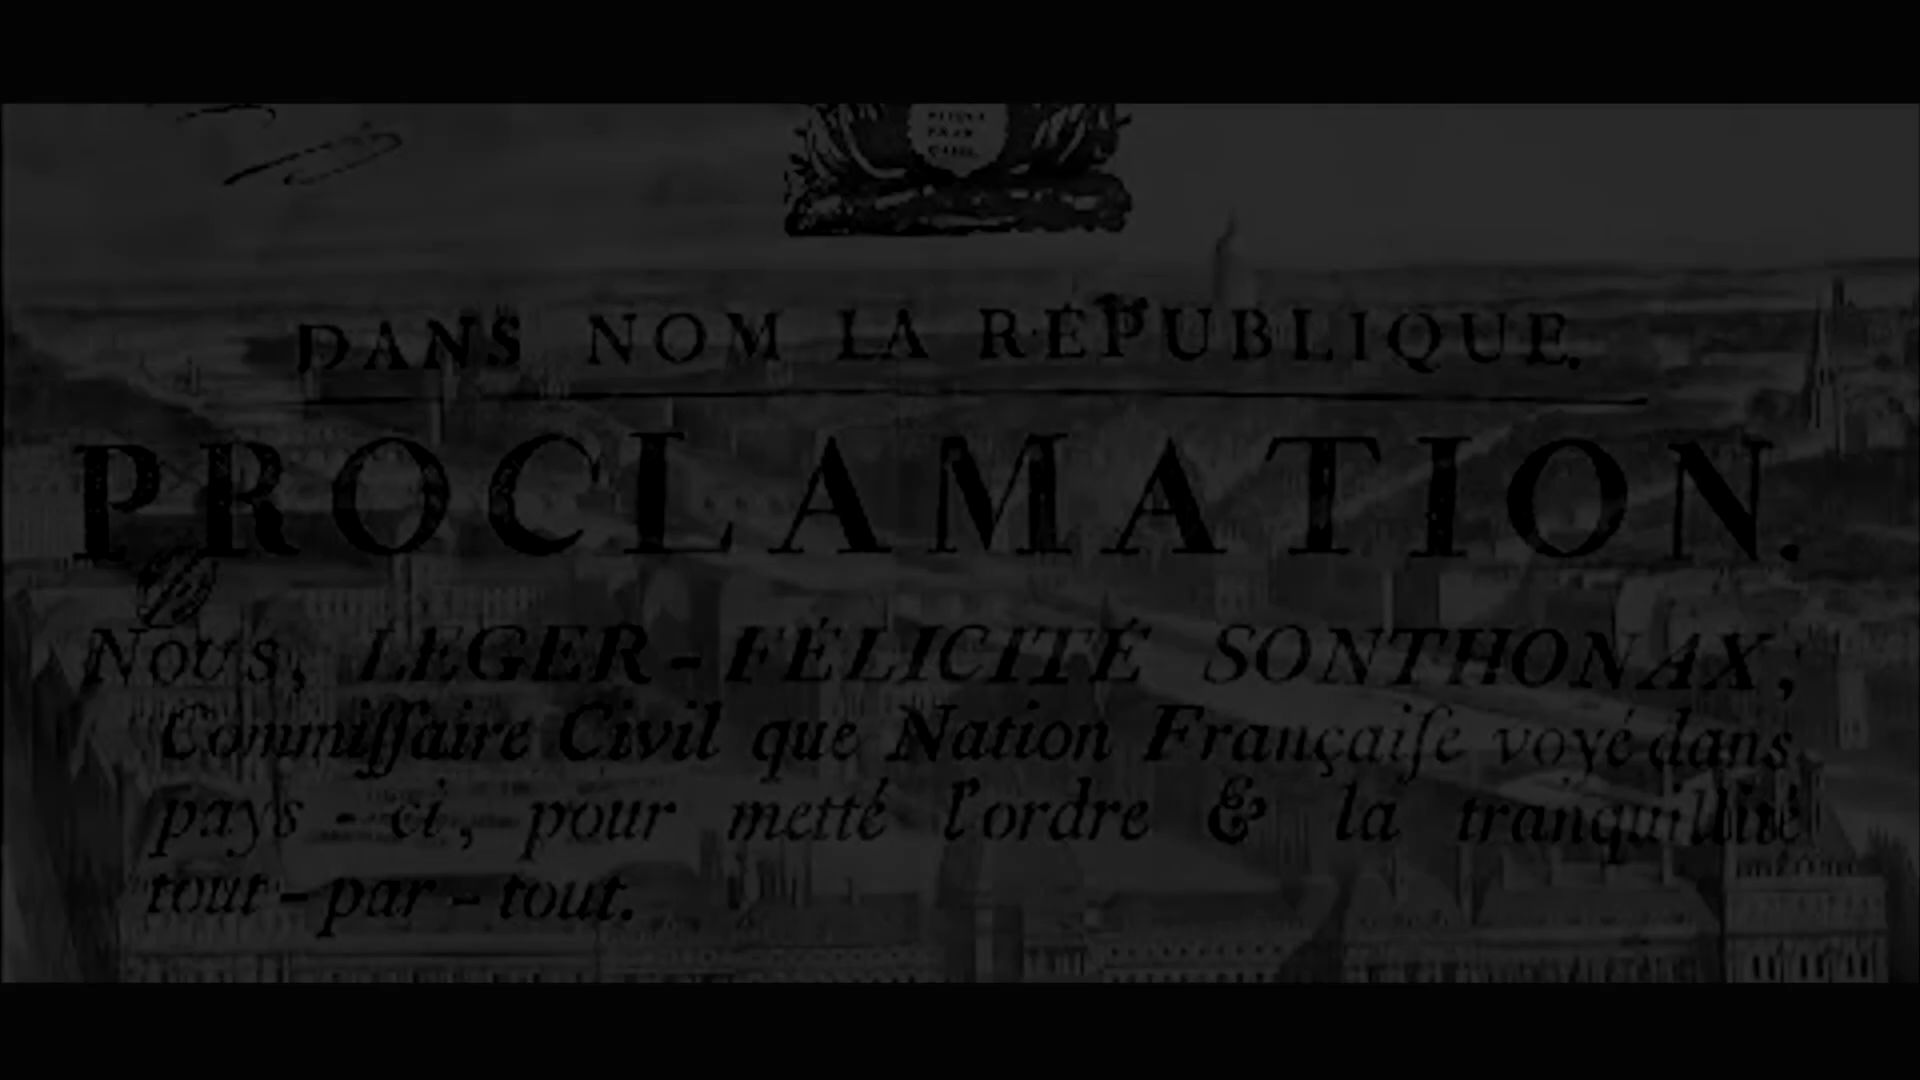 DANS NOM LA RÉPUBLIQUE.
PROCLAMATION.
Nous, LEGER-FÉLICITÉ SONTHONAX,
Commiſſaire Civil que Nation Françaiſe voyé dans
pays-ci, pour metté l'ordre & la tranquillité
tout-par-tout.